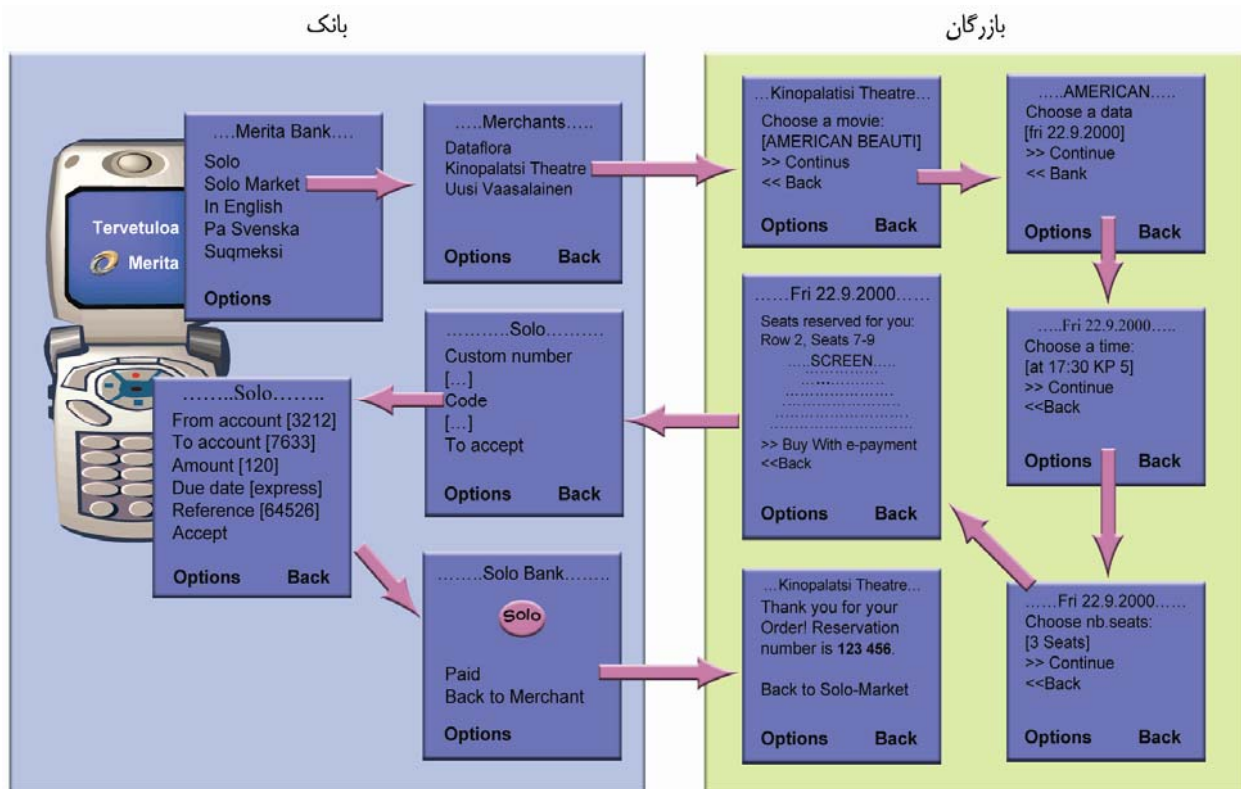 بانک
بازرگان
Tervetuloa
Merita
....Merita Bank....
Solo
Solo Market
In English
Pa Svenska
Suqmeksi
Options
.....Merchants.....
Dataflora
Kinopalatsi Theatre
Uusi Vaasalainen
Options Back
...Kinopalatisi Theatre...
Choose a movie:
[AMERICAN BEAUTI]
>> Continus
<< Back
Options Back
.....AMERICAN.....
Choose a data
[fri 22.9.2000]
>> Continue
<< Bank
Options Back
.....Fri 22.9.2000.....
Choose a time:
[at 17:30 KP 5]
>> Continue
<<Back
Options Back
......Fri 22.9.2000......
Choose nb.seats:
[3 Seats]
>> Continue
<<Back
Options Back
......Fri 22.9.2000......
Seats reserved for you:
Row 2, Seats 7-9
.....SCREEN.....
>> Buy With e-payment
<<Back
Options Back
...........Solo..........
Custom number
[...]
Code
[...]
To accept
Options Back
........Solo........
From account [3212]
To account [7633]
Amount [120]
Due date [express]
Reference [64526]
Accept
Options Back
........Solo Bank........
Solo
Paid
Back to Merchant
Options
...Kinopalatsi Theatre...
Thank you for your
Order! Reservation
number is 123 456.
Back to Solo-Market
Options Back